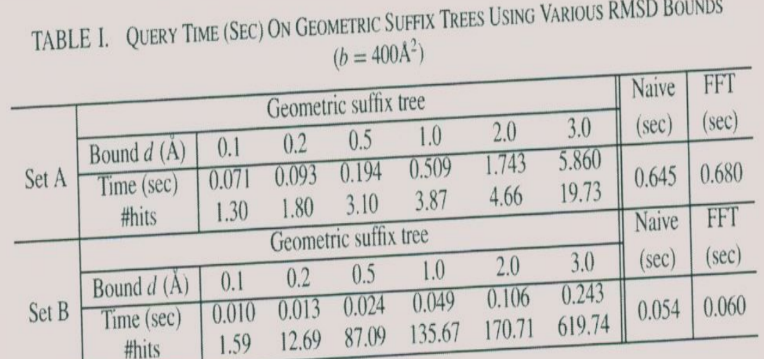 TABLE I. QUERY TIME (SEC) ON GEOMETRIC SUFFIX TREES USING VARIOUS RMSD BOUNDS
(b = 400Å²)
Geometric suffix tree Naive FFT
Set A Bound d (Å) 0.1 0.2 0.5 1.0 2.0 3.0 (sec) (sec)
Time (sec) 0.071 0.093 0.194 0.509 1.743 5.860 0.645 0.680
#hits 1.30 1.80 3.10 3.87 4.66 19.73
Geometric suffix tree Naive FFT
Set B Bound d (Å) 0.1 0.2 0.5 1.0 2.0 3.0 (sec) (sec)
Time (sec) 0.010 0.013 0.024 0.049 0.106 0.243 0.054 0.060
#hits 1.59 12.69 87.09 135.67 170.71 619.74